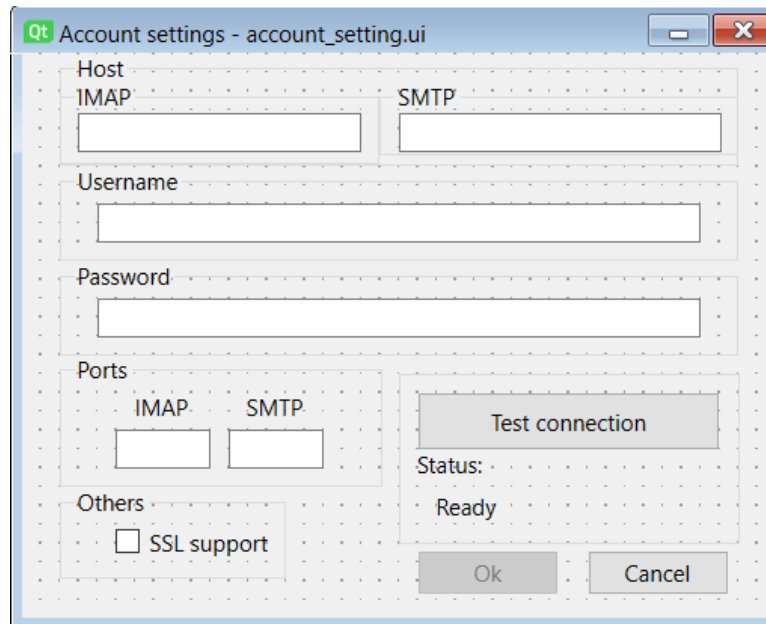 Qt Account settings - account_setting.ui
Host
IMAP SMTP
Username
Password
Ports
IMAP SMTP
Test connection
Status:
Ready
Others
SSL support
Ok Cancel